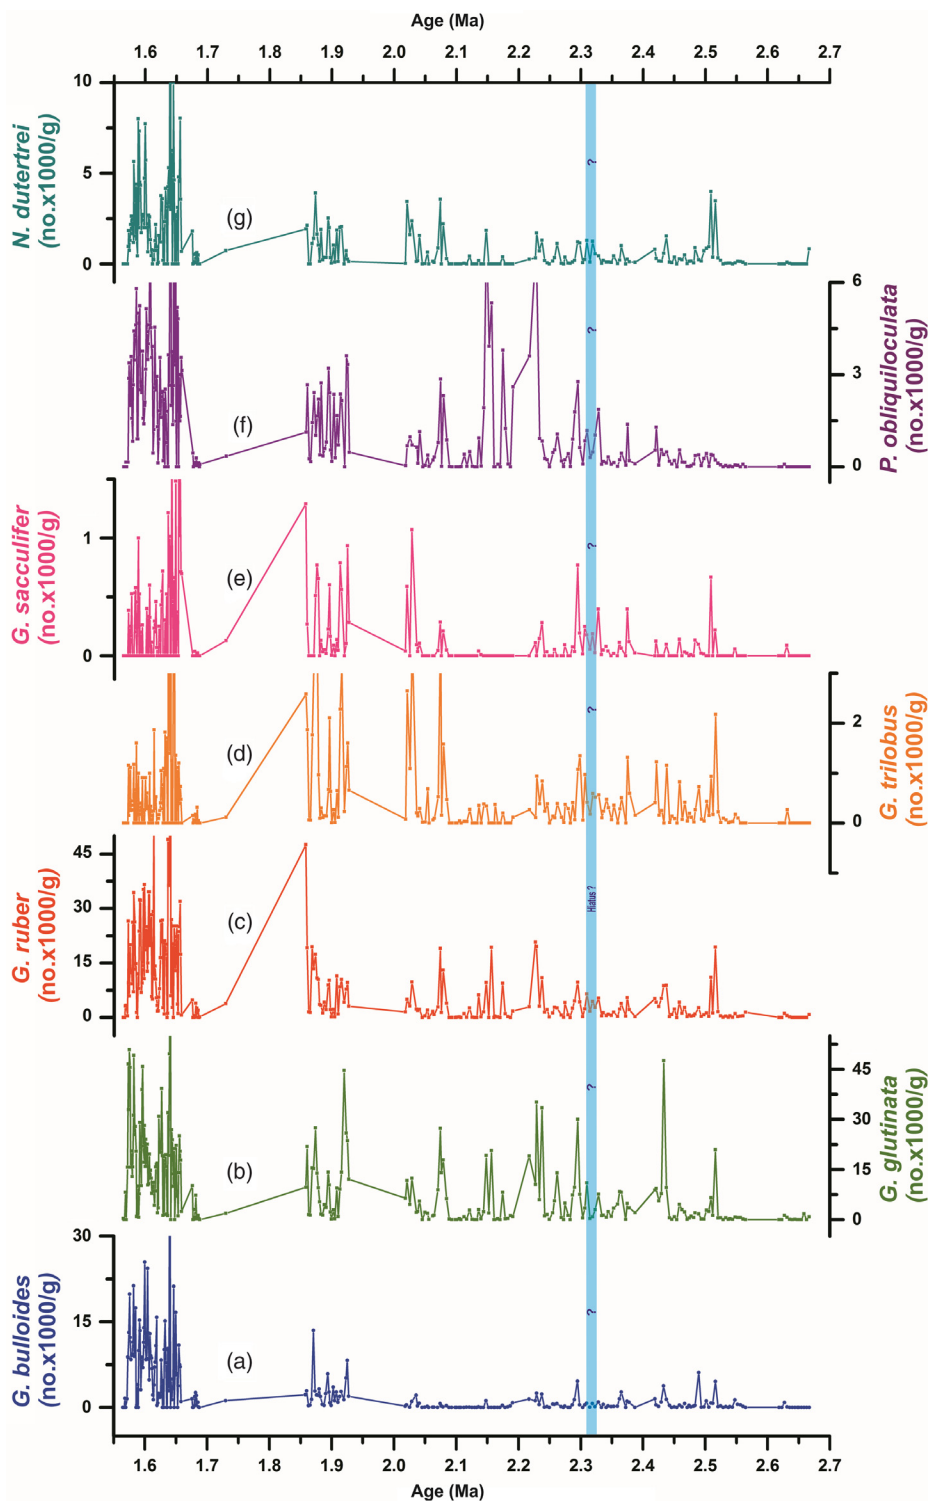 Age (Ma)
1.6 1.7 1.8 1.9 2.0 2.1 2.2 2.3 2.4 2.5 2.6 2.7
N. dutertrei
(no.x1000/g)
10
5
0
(g)
?
P. obliquiloculata
(no.x1000/g)
6
3
0
(f)
?
G. sacculifer
(no.x1000/g)
1
0
(e)
?
G. trilobus
(no.x1000/g)
2
0
(d)
?
G. ruber
(no.x1000/g)
45
30
15
0
(c)
Hiatus ?
G. glutinata
(no.x1000/g)
45
30
15
0
(b)
?
G. bulloides
(no.x1000/g)
30
15
0
(a)
?
1.6 1.7 1.8 1.9 2.0 2.1 2.2 2.3 2.4 2.5 2.6 2.7
Age (Ma)